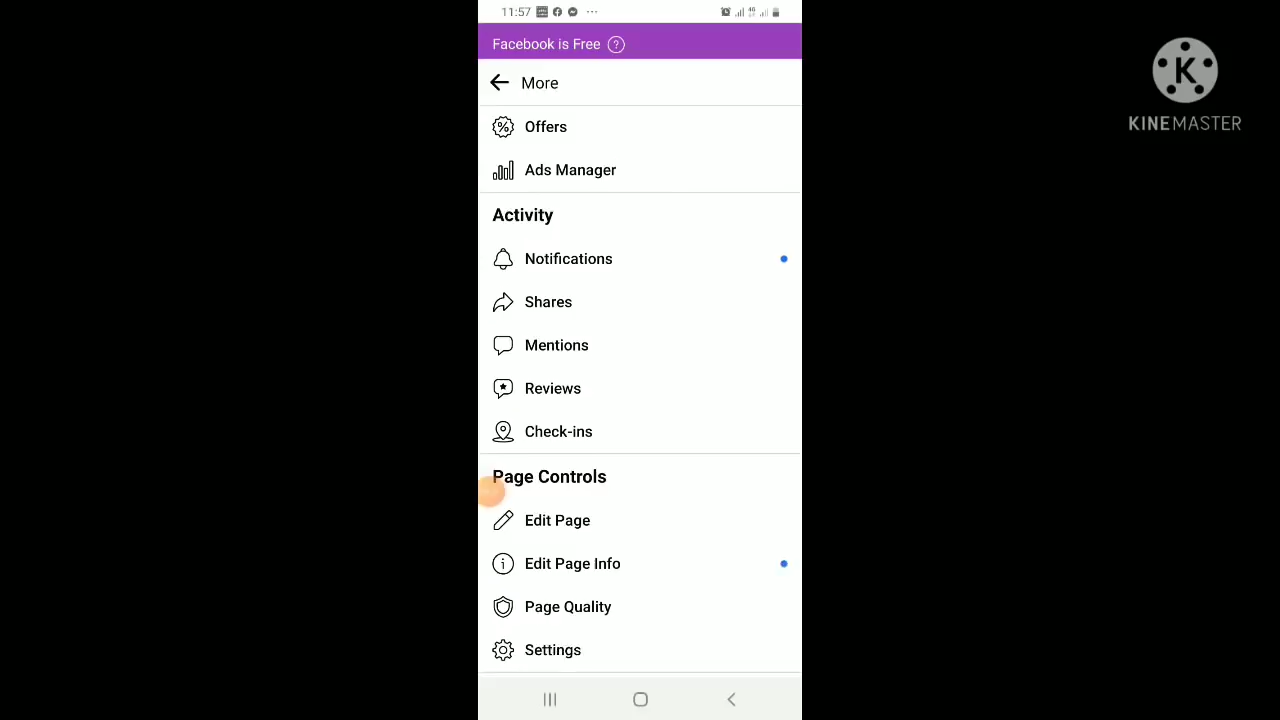 11:57
Facebook is Free
More
KINEMASTER
Offers
Ads Manager
Activity
Notifications
Shares
Mentions
Reviews
Check-ins
Page Controls
Edit Page
Edit Page Info
Page Quality
Settings